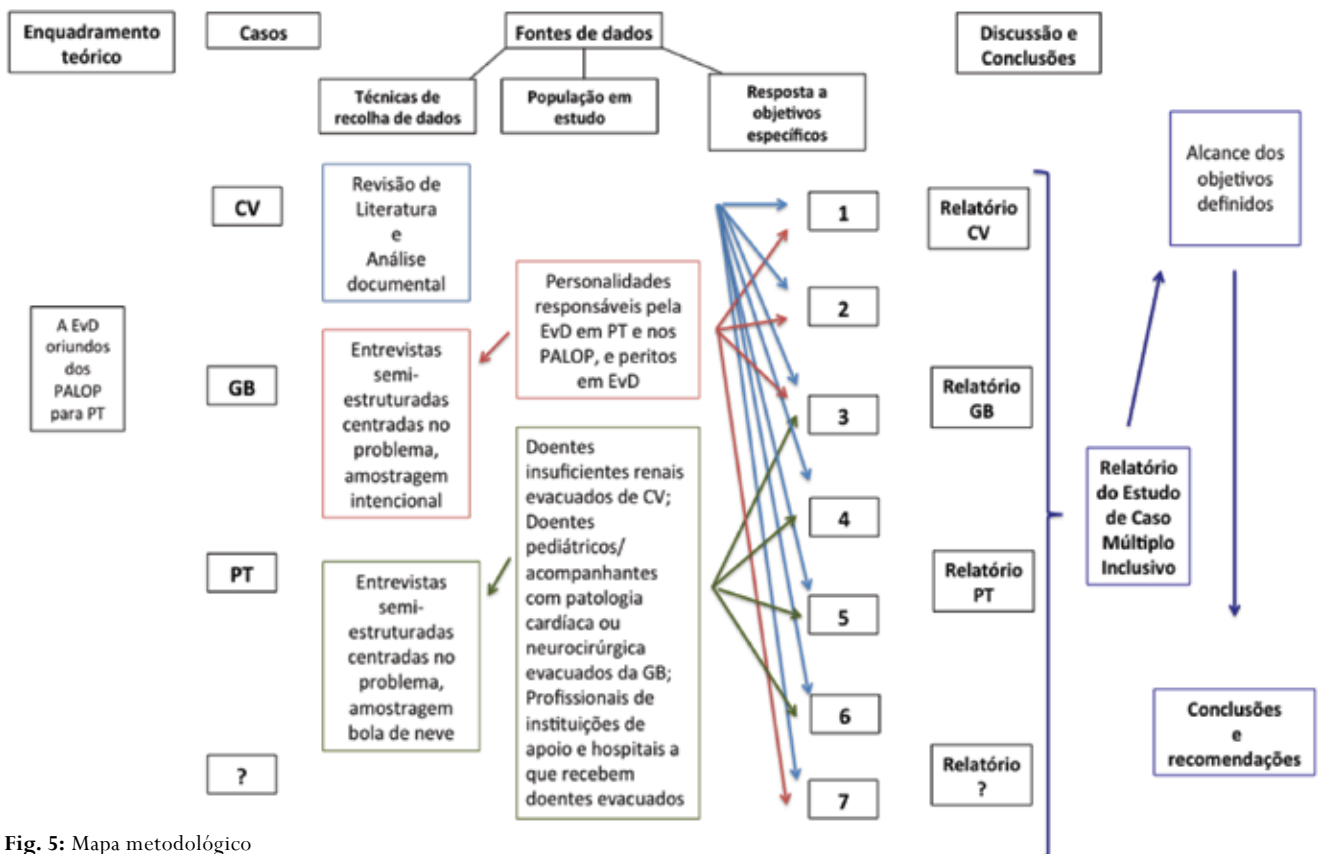 Enquadramento
teórico
Casos
Fontes de dados
Discussão e
Conclusões
Técnicas de
recolha de dados
População em
estudo
Resposta a
objetivos
específicos
A EvD
oriundos
dos
PALOP
para PT
CV
GB
PT
?
Revisão de
Literatura
e
Análise
documental
Entrevistas
semi-
estruturadas
centradas no
problema,
amostragem
intencional
Entrevistas
semi-
estruturadas
centradas no
problema,
amostragem
bola de neve
Personalidades
responsáveis pela
EvD em PT e nos
PALOP, e peritos
em EvD
Doentes
insuficientes renais
evacuados de CV;
Doentes
pediátricos/
acompanhantes
com patologia
cardíaca ou
neurocirúrgica
evacuados da GB;
Profissionais de
instituições de
apoio e hospitais a
que recebem
doentes evacuados
1
2
3
4
5
6
7
Relatório
CV
Relatório
GB
Relatório
PT
Relatório
?
Relatório
do Estudo
de Caso
Múltiplo
Inclusivo
Alcance dos
objetivos
definidos
Conclusões
e
recomendações
Fig. 5: Mapa metodológico